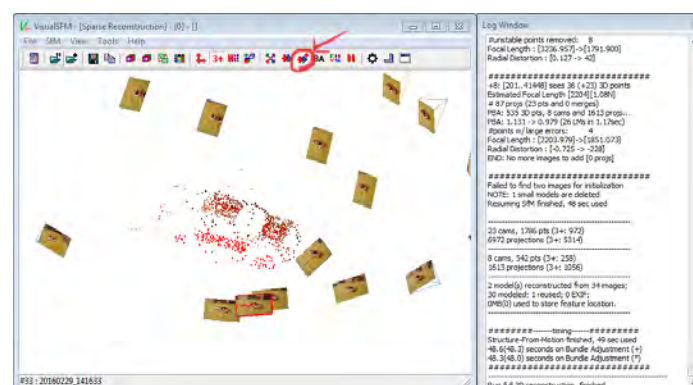 VisualSFM - [Sparse Reconstruction] - [0] - []
File SfM View Tools Help
3+
BA
#33 : 20160229_141633
Log Window
#unstable points removed: 8
Focal Length : [3236.957]->[1791.900]
Radial Distortion : [0.127 -> 42]
##############################
+8: [201..41448] sees 36 (+23) 3D points
Estimated Focal Length [2204][1.08N]
# 87 projs (23 pts and 0 merges)
PBA: 535 3D pts, 8 cams and 1613 proj...
PBA: 1.131 -> 0.979 (26 LMs in 1.17sec)
#points w/ large errors: 4
Focal Length : [2203.979]->[1851.073]
Radial Distortion : [-0.725 -> -228]
END: No more images to add [0 projs]
##############################
Failed to find two images for initialization
NOTE: 1 small models are deleted
Resuming SfM finished, 48 sec used
----------------------------------------------------------------
23 cams, 1786 pts (3+: 972)
6972 projections (3+: 5314)
----------------------------------------------------------------
8 cams, 542 pts (3+: 258)
1613 projections (3+: 1056)
----------------------------------------------------------------
2 model(s) reconstructed from 34 images;
30 modeled; 1 reused; 0 EXIF;
0MB(0) used to store feature location.
----------------------------------------------------------------
########-------timing------#########
Structure-From-Motion finished, 49 sec used
48.6(48.3) seconds on Bundle Adjustment (+)
48.3(48.0) seconds on Bundle Adjustment (*)
##############################
----------------------------------------------------------------